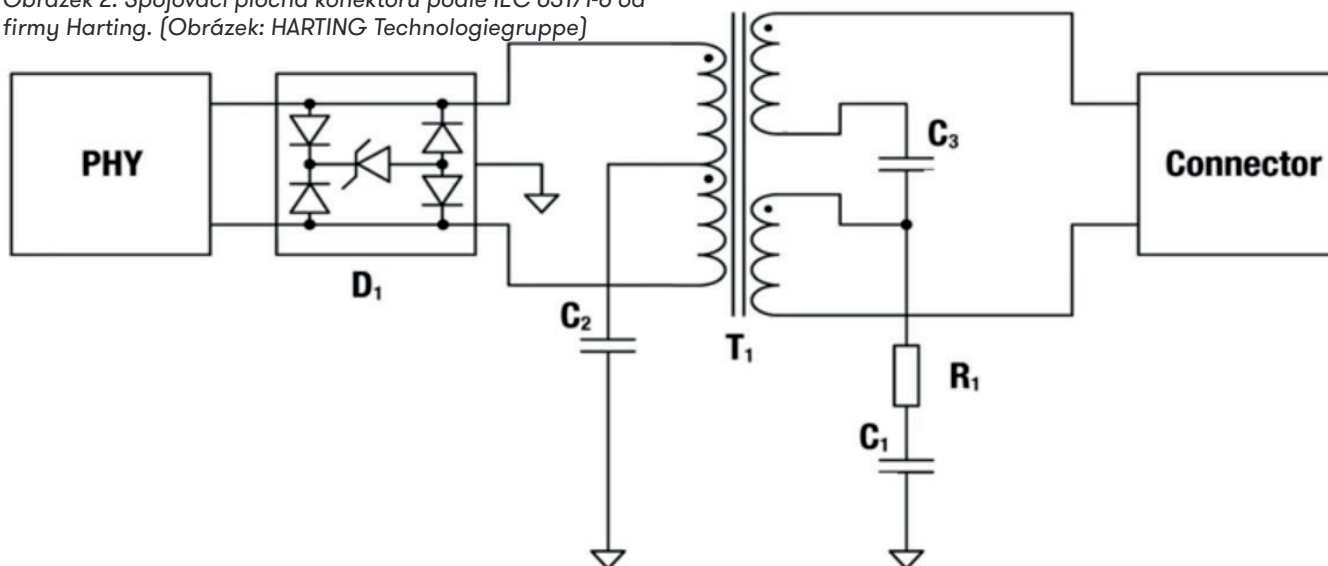 Obrázek 2: Spojovací plocha konektoru podle IEC 63171-6 od
firmy Harting. (Obrázek: HARTING Technologiegruppe)
PHY
D₁
C₂
T₁
C₃
R₁
C₁
Connector